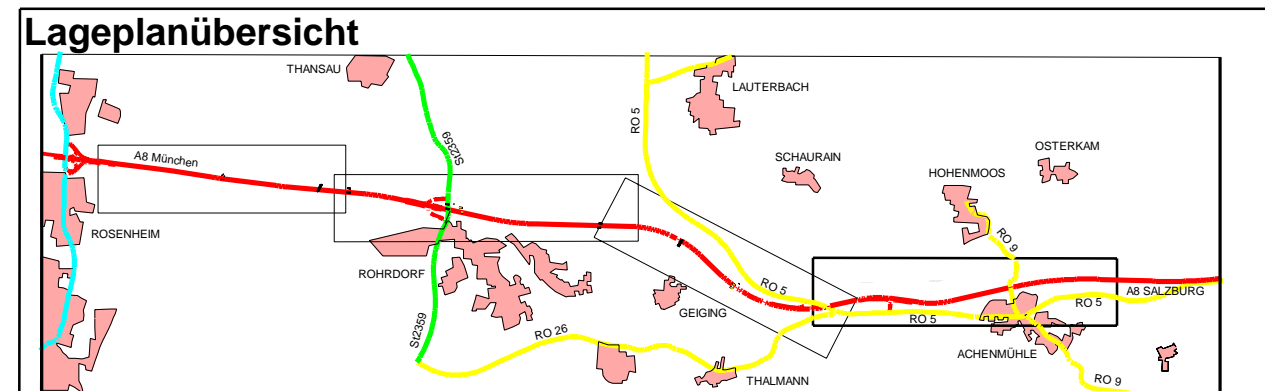 Lageplanübersicht
THANSAU
LAUTERBACH
RO 5
St2359
OSTERKAM
A8 München
SCHAURAIN
HOHENMOOS
ROSENHEIM
RO 9
ROHRDORF
RO 5
A8 SALZBURG
GEIGING
RO 5
RO 5
St2359
RO 26
ACHENMÜHLE
THALMANN
RO 9